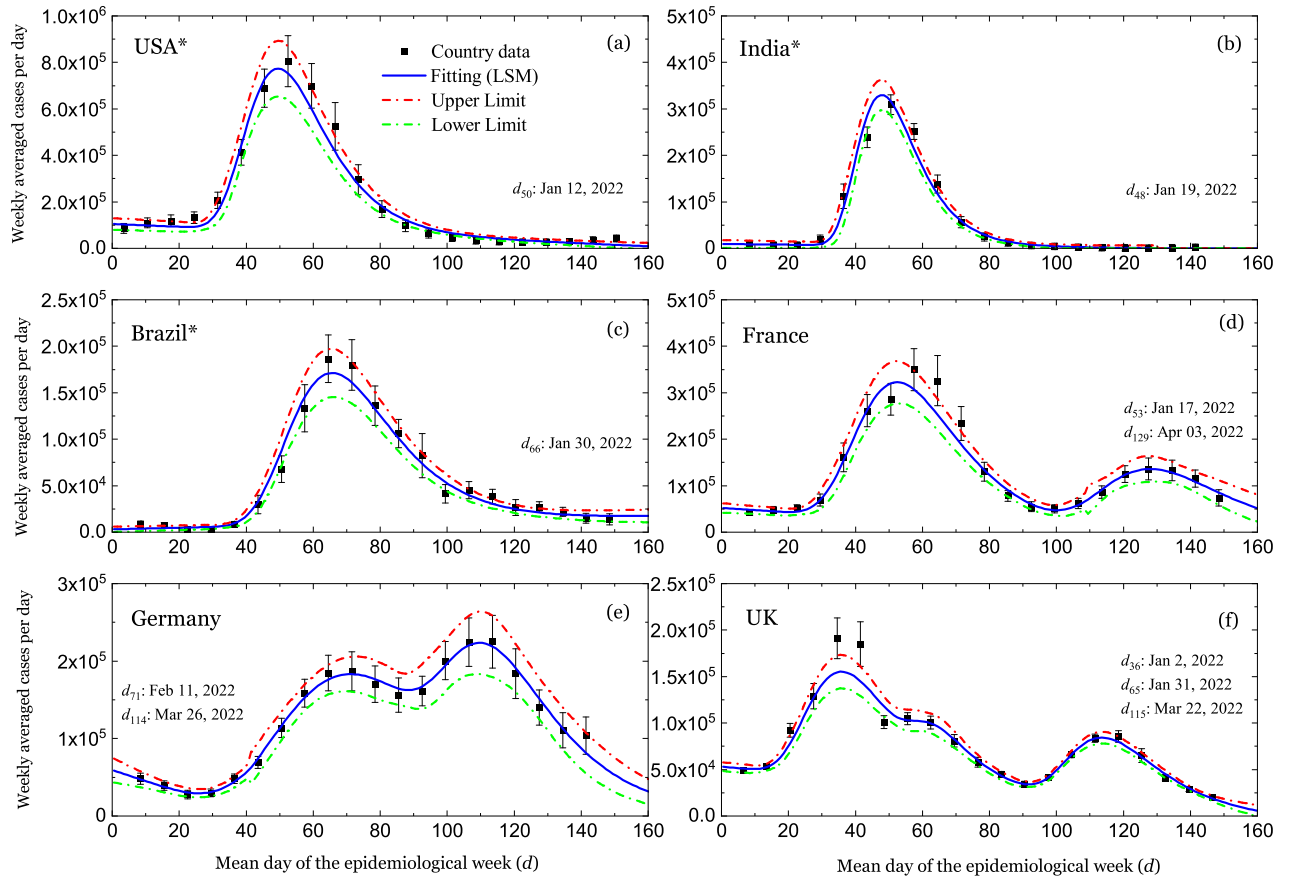 USA*
(a)
Country data
Fitting (LSM)
Upper Limit
Lower Limit
d50: Jan 12, 2022
Weekly averaged cases per day
1.0x10^6
8.0x10^5
6.0x10^5
4.0x10^5
2.0x10^5
0.0
0 20 40 60 80 100 120 140 160
India*
(b)
d48: Jan 19, 2022
5x10^5
4x10^5
3x10^5
2x10^5
1x10^5
0
0 20 40 60 80 100 120 140 160
Brazil*
(c)
d66: Jan 30, 2022
Weekly averaged cases per day
2.5x10^5
2.0x10^5
1.5x10^5
1.0x10^5
5.0x10^4
0.0
0 20 40 60 80 100 120 140 160
France
(d)
d53: Jan 17, 2022
d129: Apr 03, 2022
5x10^5
4x10^5
3x10^5
2x10^5
1x10^5
0
0 20 40 60 80 100 120 140 160
Germany
(e)
d71: Feb 11, 2022
d114: Mar 26, 2022
Weekly averaged cases per day
3x10^5
2x10^5
1x10^5
0
0 20 40 60 80 100 120 140 160
Mean day of the epidemiological week (d)
UK
(f)
d36: Jan 2, 2022
d65: Jan 31, 2022
d115: Mar 22, 2022
2.5x10^5
2.0x10^5
1.5x10^5
1.0x10^5
5.0x10^4
0.0
0 20 40 60 80 100 120 140 160
Mean day of the epidemiological week (d)